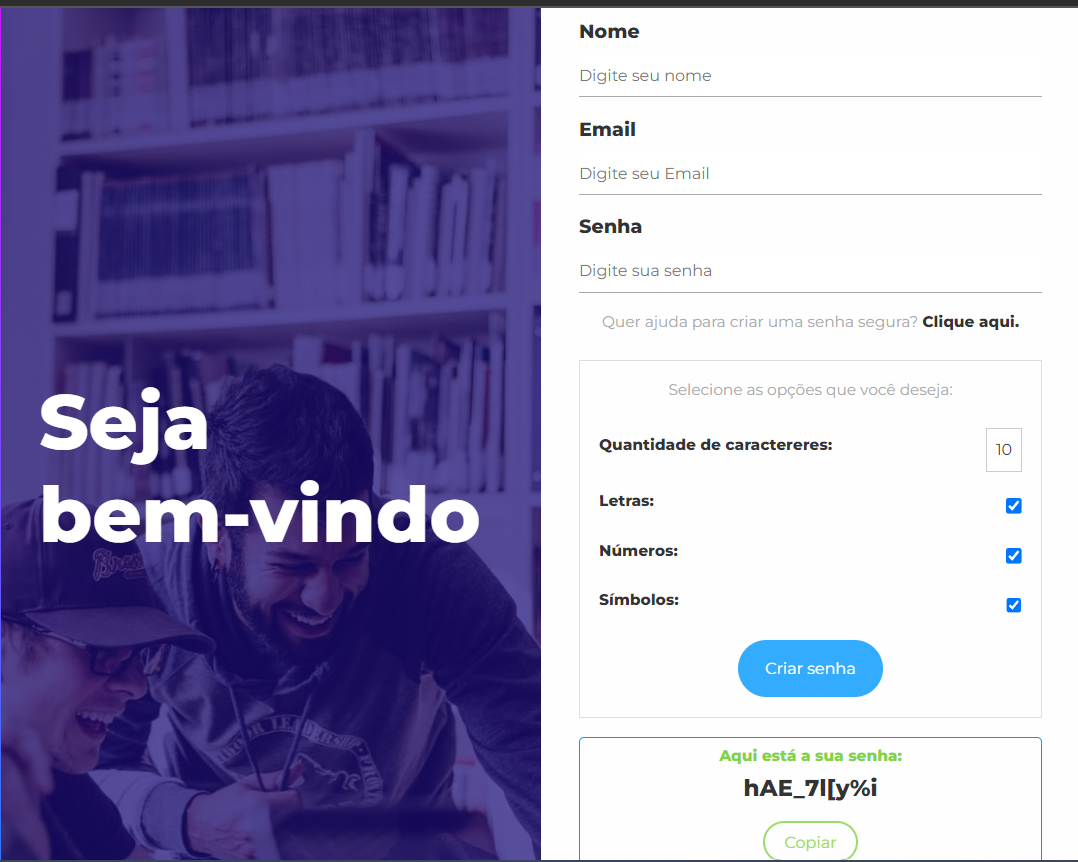 Seja
bem-vindo
Nome
Digite seu nome
Email
Digite seu Email
Senha
Digite sua senha
Quer ajuda para criar uma senha segura? Clique aqui.
Selecione as opções que você deseja:
Quantidade de caractereres:
10
Letras:
Números:
Símbolos:
Criar senha
Aqui está a sua senha:
hAE_7l[y%i
Copiar